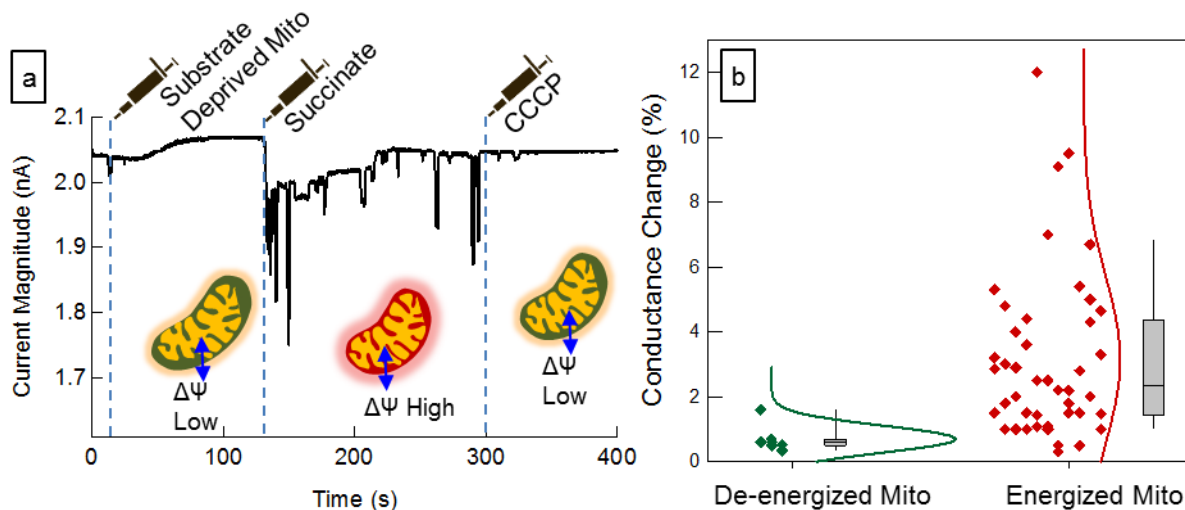 a
Substrate
Deprived Mito
Succinate
CCCP
Current Magnitude (nA)
2.1
2.0
1.9
1.8
1.7
ΔΨ
Low
ΔΨ High
ΔΨ
Low
0
100
200
300
400
Time (s)
b
Conductance Change (%)
12
10
8
6
4
2
0
De-energized Mito
Energized Mito